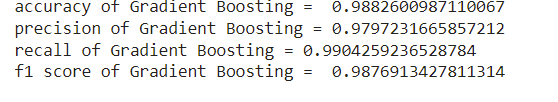 accuracy of Gradient Boosting =  0.9882600987110067
precision of Gradient Boosting = 0.9797231665857212
recall of Gradient Boosting = 0.9904259236528784
f1 score of Gradient Boosting =  0.9876913427811314